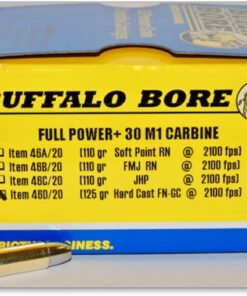 BUFFALO BORE
FULL POWER+ 30 M1 CARBINE
Item 46A/20 (110 gr Soft Point RN @ 2100 fps)
Item 46B/20 (110 gr FMJ RN @ 2100 fps)
Item 46C/20 (110 gr JHP @ 2100 fps)
Item 46D/20 (125 gr Hard Cast FN-GC @ 2100 fps)